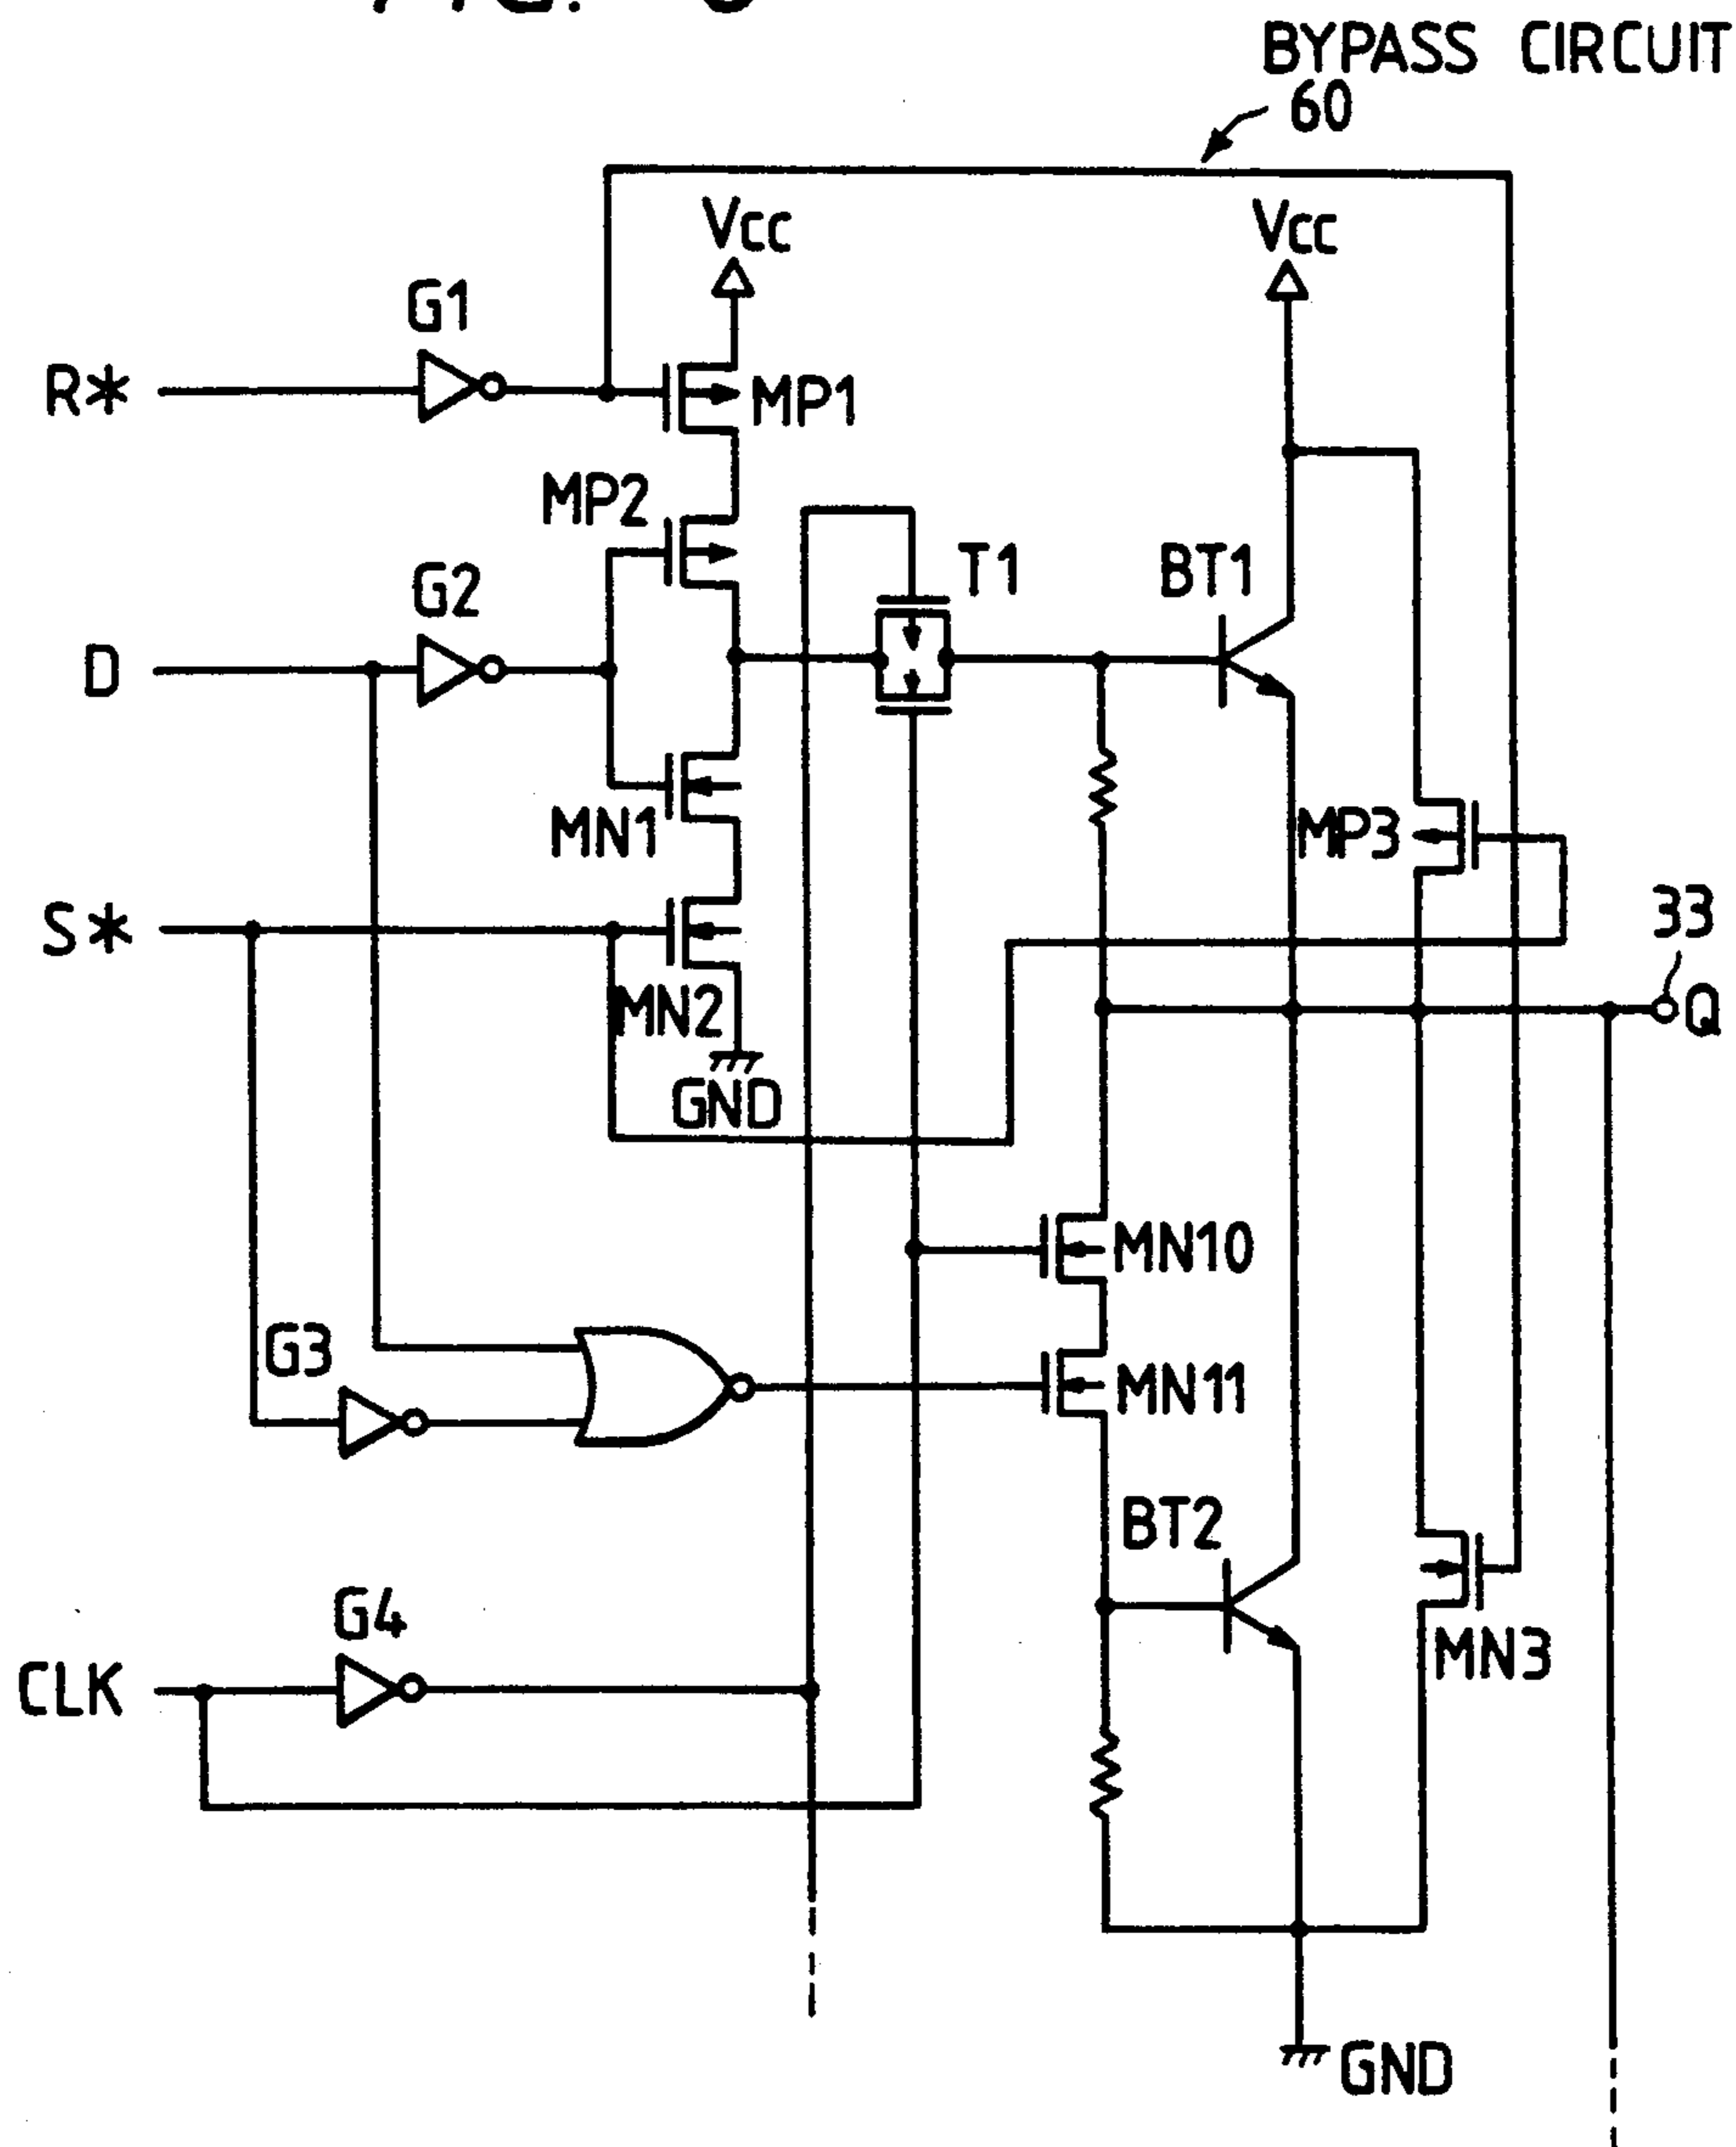 BYPASS CIRCUIT
60
Vcc
Vcc
G1
R*
MP1
MP2
T1
BT1
G2
D
MN1
MP3
S*
33
MN2
Q
GND
MN10
G3
MN11
BT2
G4
MN3
CLK
GND